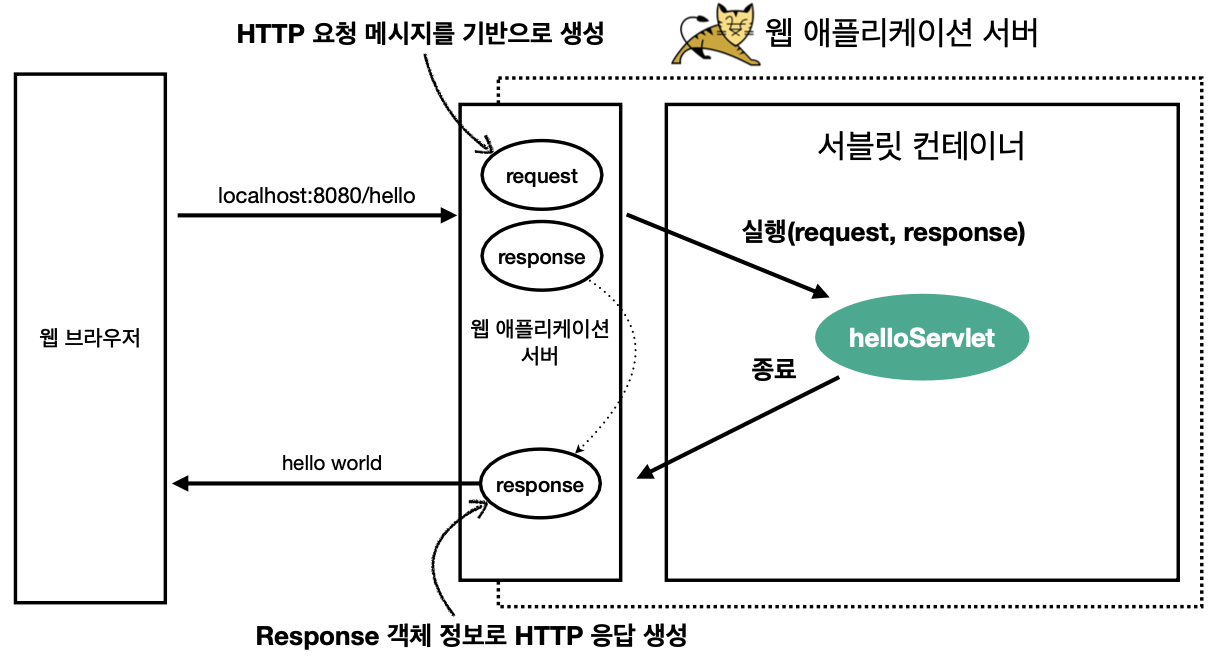 HTTP 요청 메시지를 기반으로 생성
웹 애플리케이션 서버
서블릿 컨테이너
request
localhost:8080/hello
실행(request, response)
response
웹 애플리케이션
서버
웹 브라우저
helloServlet
종료
hello world
response
Response 객체 정보로 HTTP 응답 생성